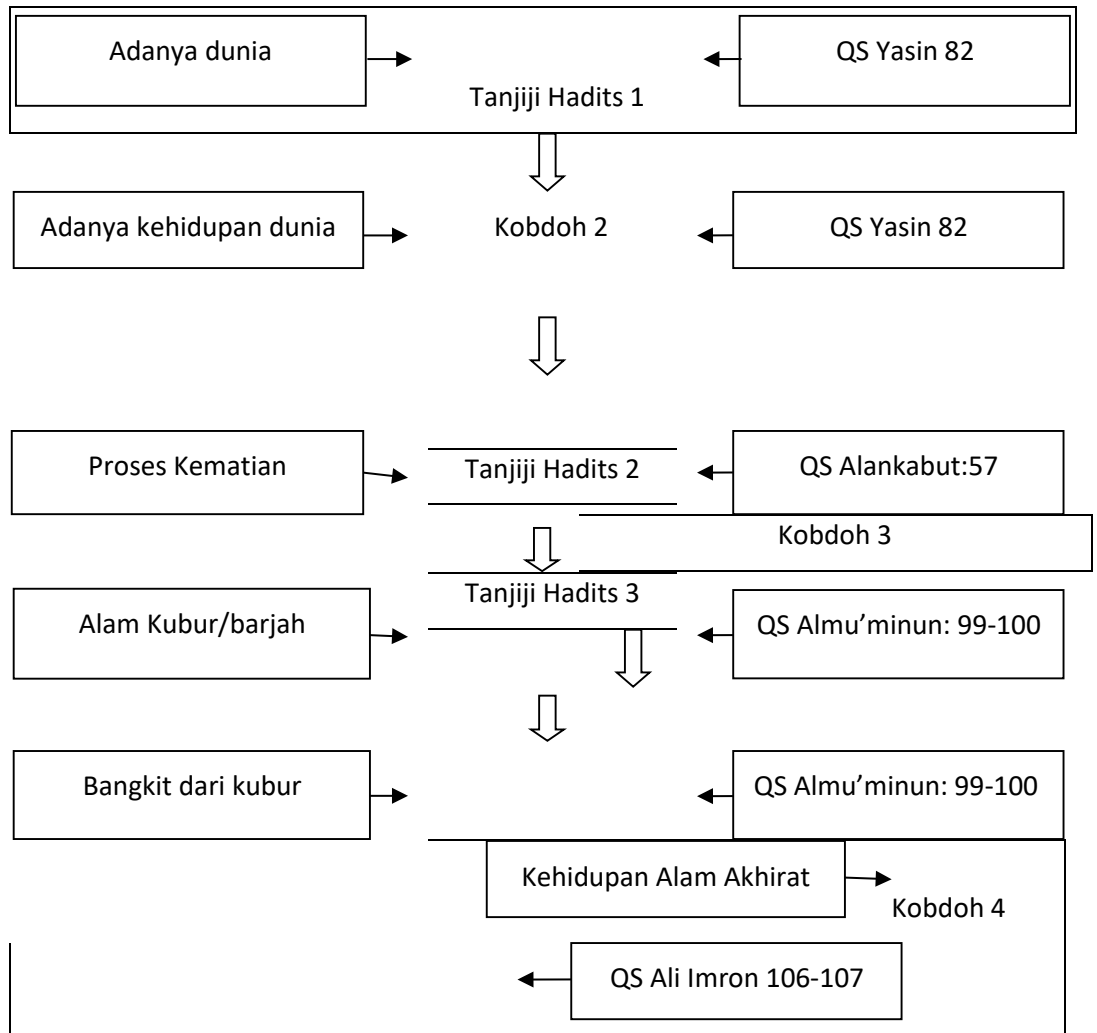 Adanya dunia
QS Yasin 82
Tanjiji Hadits 1
Adanya kehidupan dunia
Kobdoh 2
QS Yasin 82
Proses Kematian
Tanjiji Hadits 2
QS Alankabut:57
Kobdoh 3
Tanjiji Hadits 3
Alam Kubur/barjah
QS Almu’minun: 99-100
Bangkit dari kubur
QS Almu’minun: 99-100
Kehidupan Alam Akhirat
Kobdoh 4
QS Ali Imron 106-107